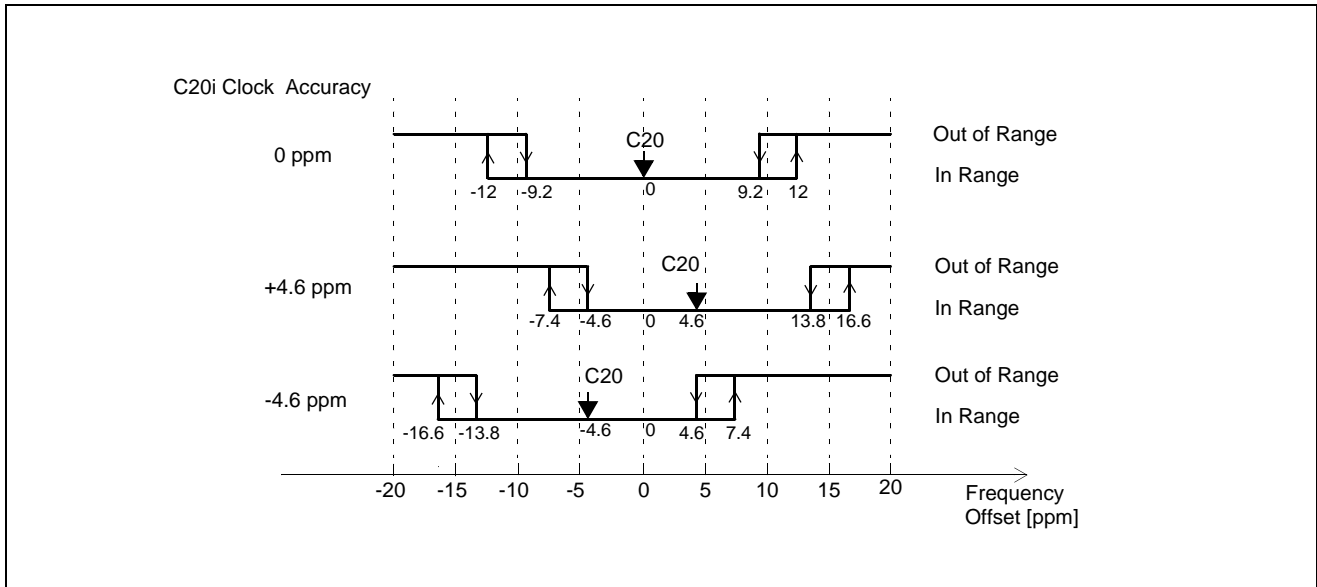 C20i Clock Accuracy
0 ppm
C20
Out of Range
In Range
-12 -9.2 0 9.2 12
+4.6 ppm
C20
Out of Range
In Range
-7.4 -4.6 0 4.6 13.8 16.6
-4.6 ppm
C20
Out of Range
In Range
-16.6 -13.8 -4.6 0 4.6 7.4
-20 -15 -10 -5 0 5 10 15 20
Frequency
Offset [ppm]